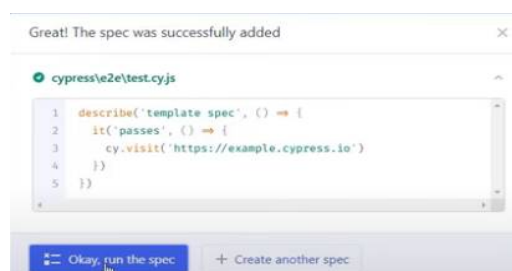 Great! The spec was successfully added
cypress\e2e\test.cy.js
1 describe('template spec', () => {
2 it('passes', () => {
3 cy.visit('https://example.cypress.io')
4 })
5 })
Okay, run the spec
+ Create another spec